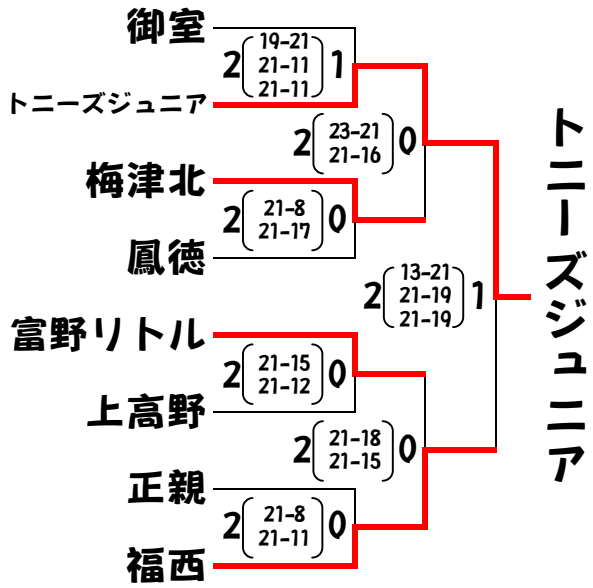 御室
2 19-21 1
21-11
21-11
トニーズジュニア
2 23-21 0
21-16
梅津北
2 21-8 0
21-17
鳳徳
2 13-21 1
21-19
21-19
トニーズジュニア
富野リトル
2 21-15 0
21-12
上高野
2 21-18 0
21-15
正親
2 21-8 0
21-11
福西